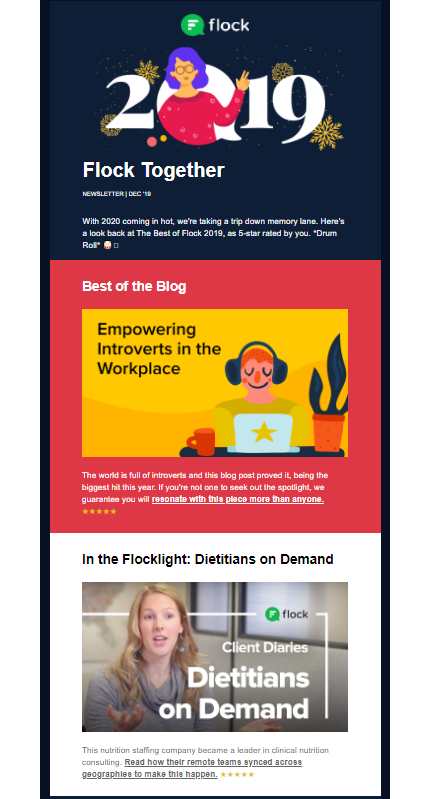 flock
2019
Flock Together
NEWSLETTER | DEC '19
With 2020 coming in hot, we're taking a trip down memory lane. Here's
a look back at The Best of Flock 2019, as 5-star rated by you. *Drum
Roll* 🥁
Best of the Blog
Empowering
Introverts in the
Workplace
The world is full of introverts and this blog post proved it, being the
biggest hit this year. If you're not one to seek out the spotlight, we
guarantee you will resonate with this piece more than anyone.
★★★★★
In the Flocklight: Dietitians on Demand
flock
Client Diaries
Dietitians
on Demand
This nutrition staffing company became a leader in clinical nutrition
consulting. Read how their remote teams synced across
geographies to make this happen. ★★★★★